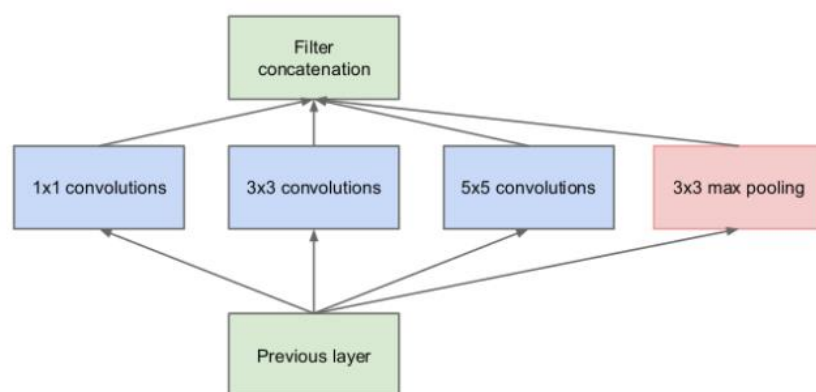 Filter
concatenation
1x1 convolutions
3x3 convolutions
5x5 convolutions
3x3 max pooling
Previous layer